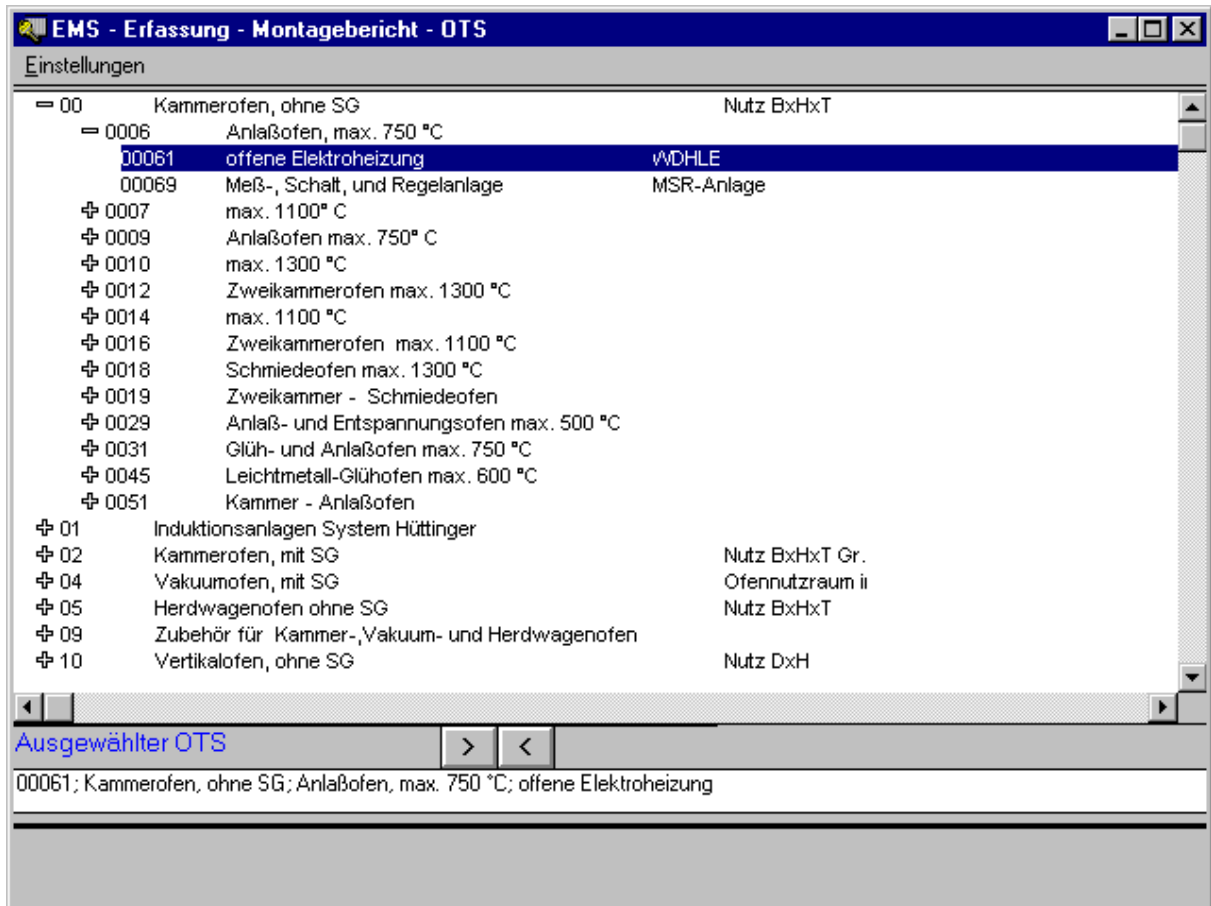 EMS - Erfassung - Montagebericht - OTS
Einstellungen
00 Kammerofen, ohne SG Nutz BxHxT
0006 Anlaßofen, max. 750 °C
00061 offene Elektroheizung WDHLE
00069 Meß-, Schalt, und Regelanlage MSR-Anlage
0007 max. 1100° C
0009 Anlaßofen max. 750° C
0010 max. 1300 °C
0012 Zweikammerofen max. 1300 °C
0014 max. 1100 °C
0016 Zweikammerofen max. 1100 °C
0018 Schmiedeofen max. 1300 °C
0019 Zweikammer - Schmiedeofen
0029 Anlaß- und Entspannungsofen max. 500 °C
0031 Glüh- und Anlaßofen max. 750 °C
0045 Leichtmetall-Glühofen max. 600 °C
0051 Kammer - Anlaßofen
01 Induktionsanlagen System Hüttinger
02 Kammerofen, mit SG Nutz BxHxT Gr.
04 Vakuumofen, mit SG Ofennutzraum
05 Herdwagenofen ohne SG Nutz BxHxT
09 Zubehör für Kammer-,Vakuum- und Herdwagenofen
10 Vertikalofen, ohne SG Nutz DxH
Ausgewählter OTS > <
00061; Kammerofen, ohne SG; Anlaßofen, max. 750 °C; offene Elektroheizung